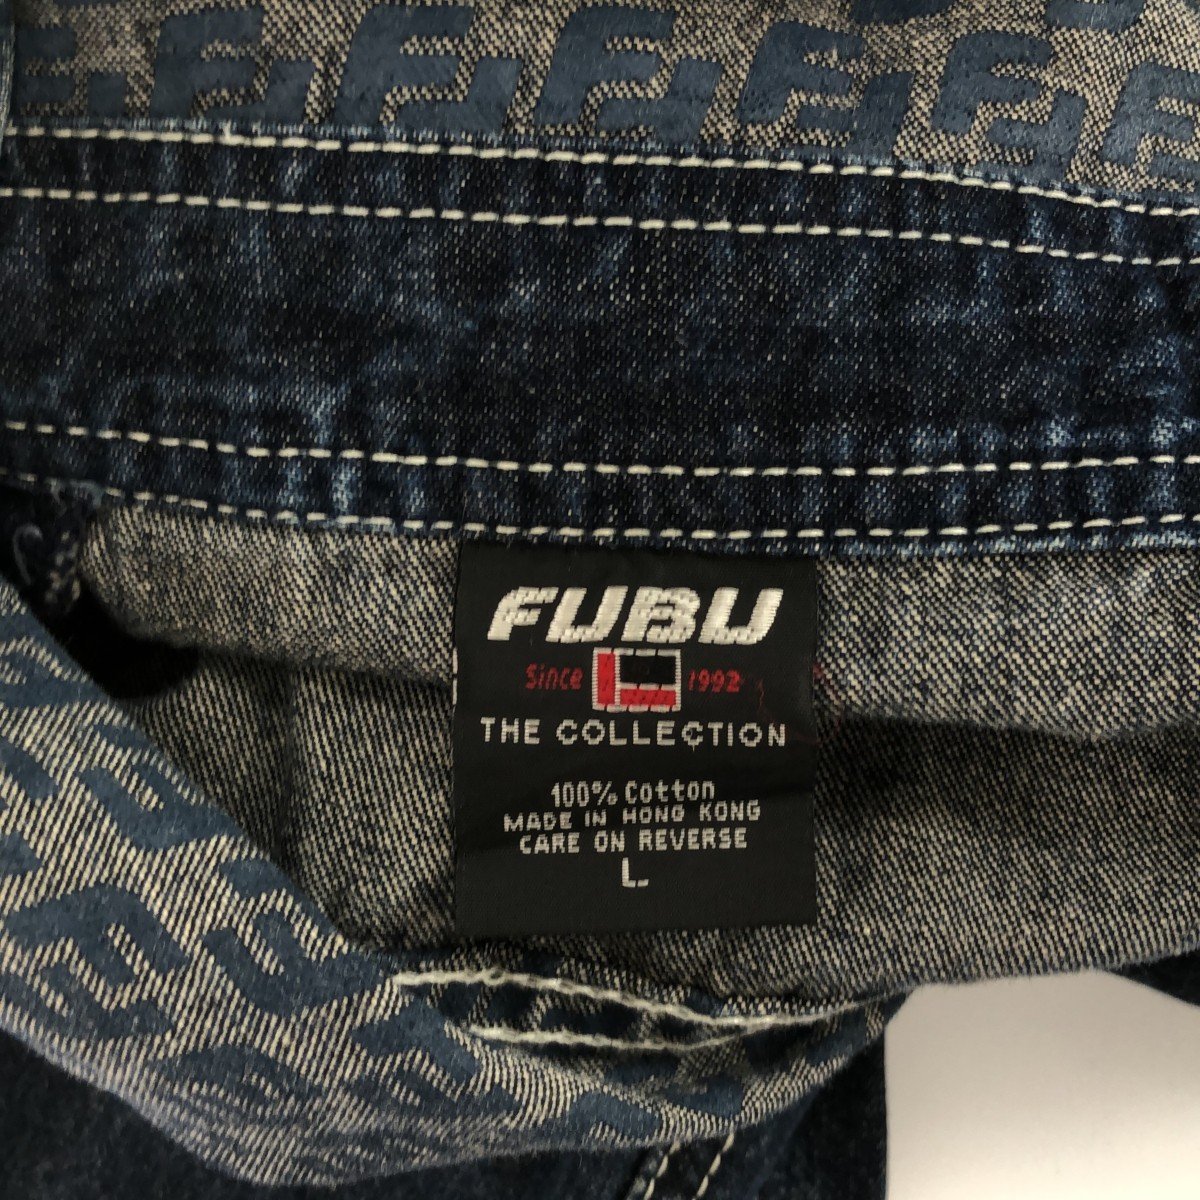 FUBU
Since 1992
THE COLLECTION
100% Cotton
MADE IN HONG KONG
CARE ON REVERSE
L